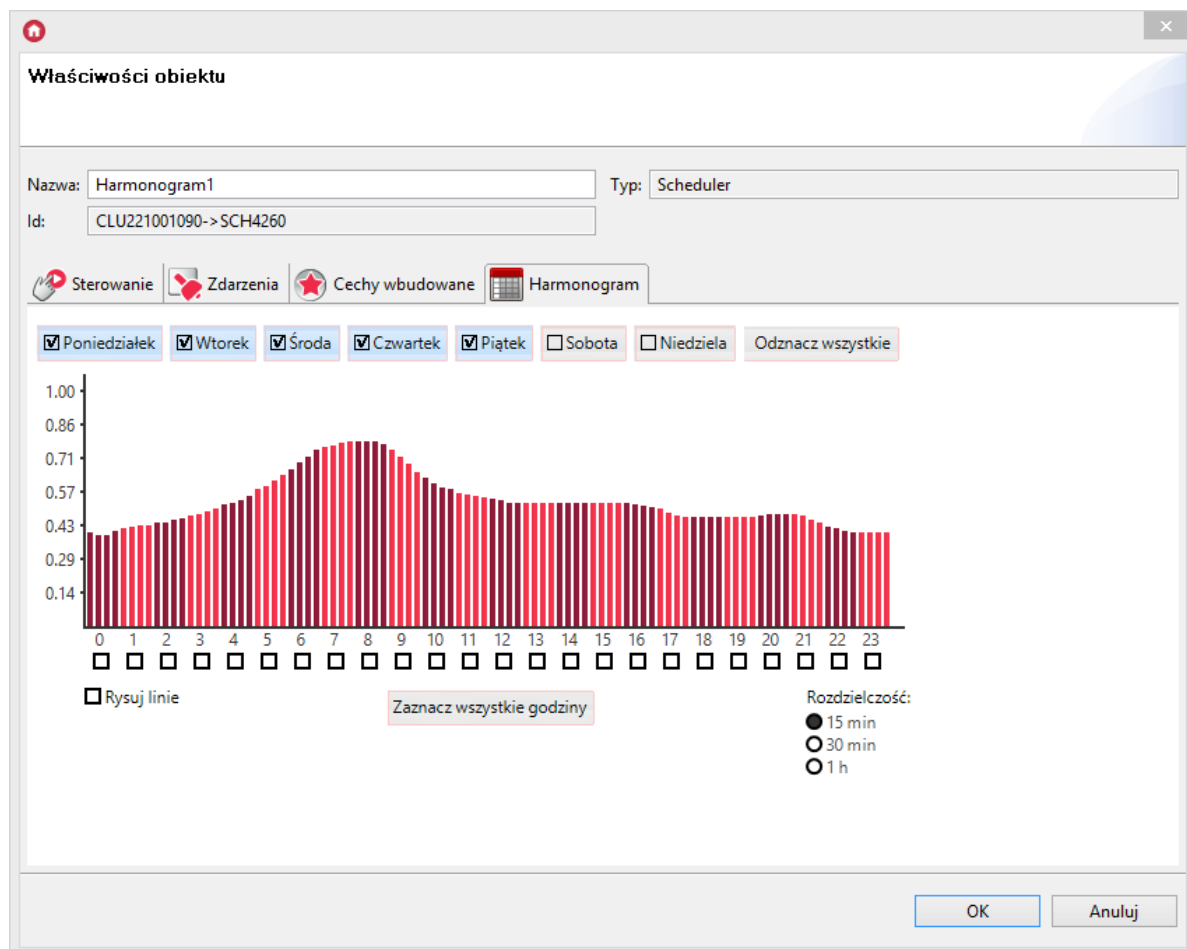 Właściwości obiektu
Nazwa: Harmonogram1 Typ: Scheduler
Id: CLU221001090->SCH4260
Sterowanie Zdarzenia Cechy wbudowane Harmonogram
Poniedziałek Wtorek Środa Czwartek Piątek Sobota Niedziela Odznacz wszystkie
1.00
0.86
0.71
0.57
0.43
0.29
0.14
0 1 2 3 4 5 6 7 8 9 10 11 12 13 14 15 16 17 18 19 20 21 22 23
Rysuj linie Zaznacz wszystkie godziny Rozdzielczość:
15 min
30 min
1 h
OK Anuluj